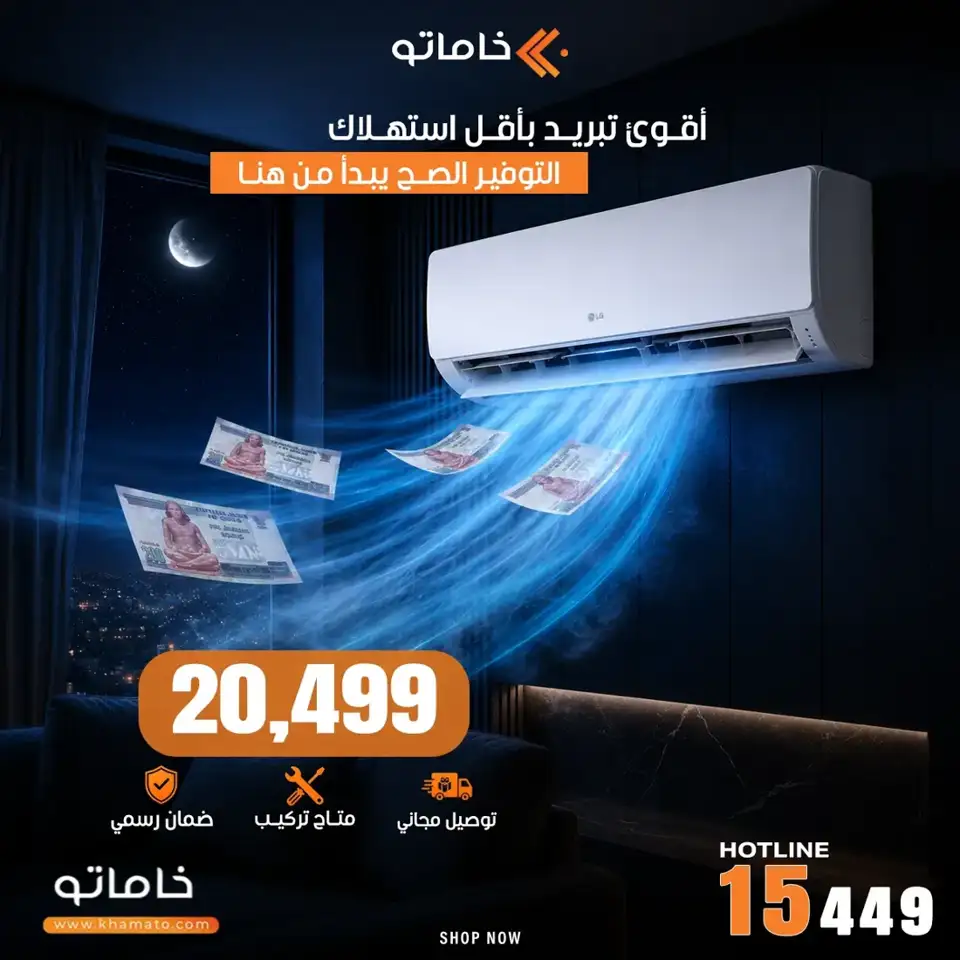 خاماتو
أقوى تبريد بأقل استهلاك
التوفير الصح يبدأ من هنا
LG
20,499
توصيل مجاني
متاح تركيب
ضمان رسمي
خاماتو
www.khamato.com
HOTLINE
15449
SHOP NOW